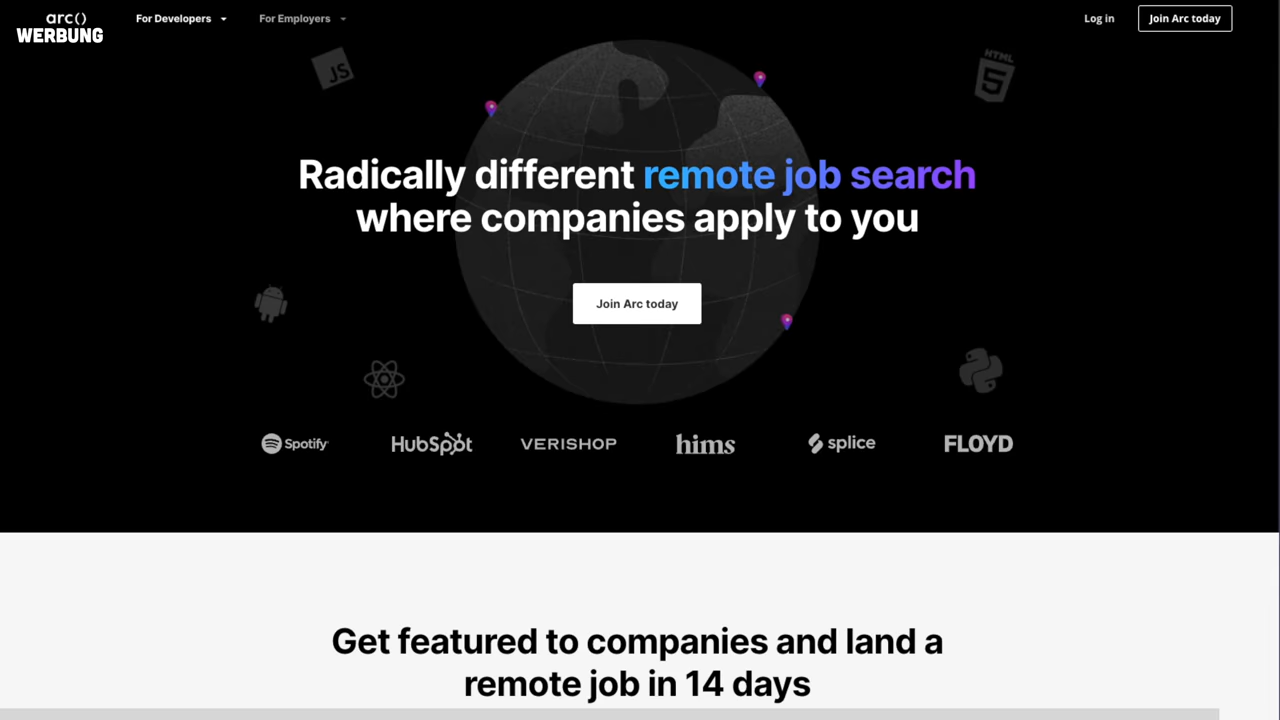 arc()
WERBUNG
For Developers
For Employers
Log in
Join Arc today
JS
HTML
5
Radically different remote job search
where companies apply to you
Join Arc today
Spotify
HubSpot
VERISHOP
hims
splice
FLOYD
Get featured to companies and land a
remote job in 14 days